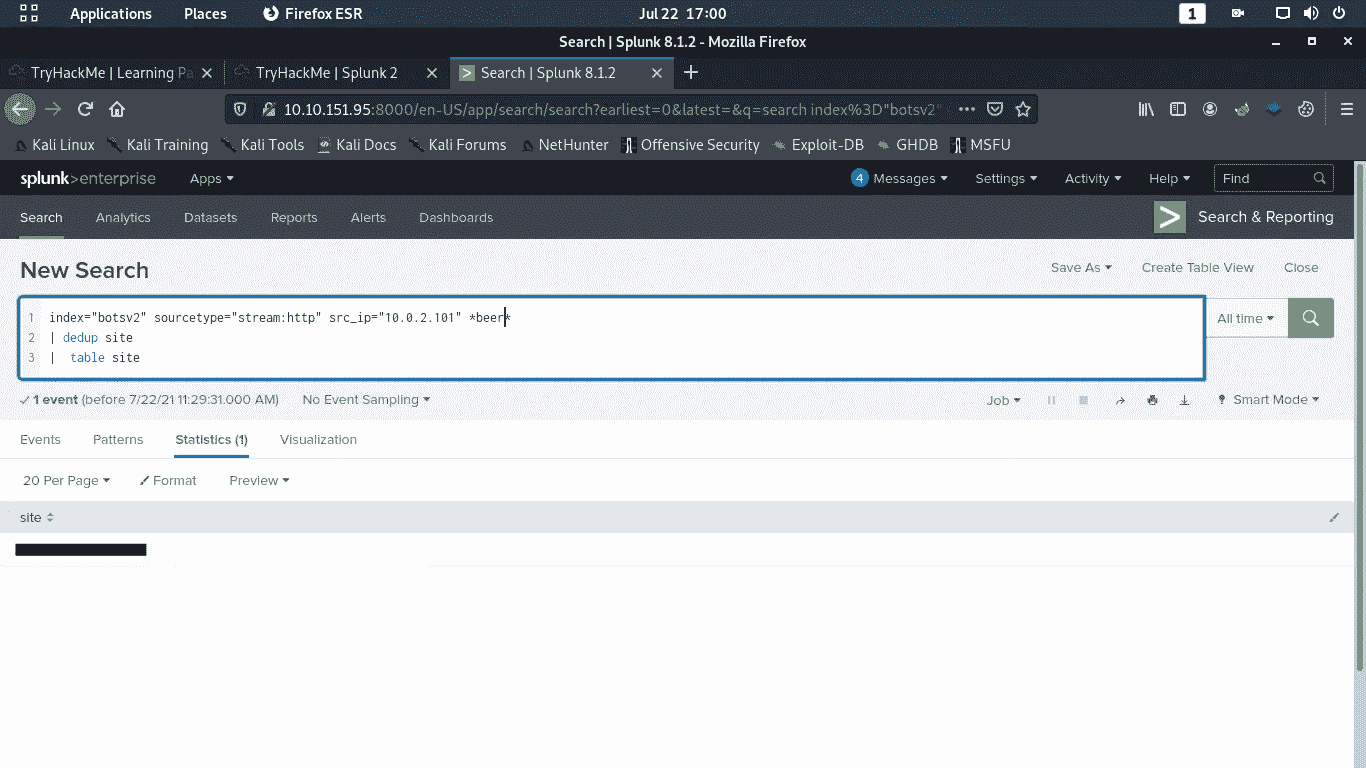 Applications Places Firefox ESR Jul 22 17:00 1
Search | Splunk 8.1.2 - Mozilla Firefox
TryHackMe | Learning Pa TryHackMe | Splunk 2 Search | Splunk 8.1.2
10.10.151.95:8000/en-US/app/search/search?earliest=0&latest=&q=search index%3D"botsv2"
Kali Linux Kali Training Kali Tools Kali Docs Kali Forums NetHunter Offensive Security Exploit-DB GHDB MSFU
splunk>enterprise Apps 4 Messages Settings Activity Help Find
Search Analytics Datasets Reports Alerts Dashboards > Search & Reporting
New Search Save As Create Table View Close
1 index="botsv2" sourcetype="stream:http" src_ip="10.0.2.101" *beer* All time
2 | dedup site
3 |  table site
✓ 1 event (before 7/22/21 11:29:31.000 AM) No Event Sampling Job Smart Mode
Events Patterns Statistics (1) Visualization
20 Per Page Format Preview
site